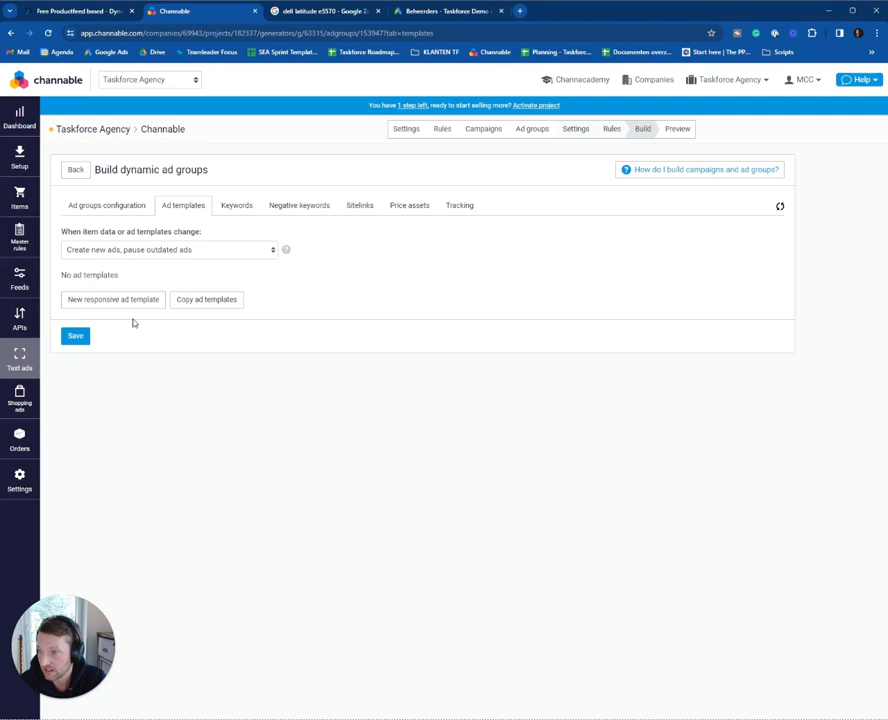 Free Productfeed based - Dyna
Channable
dell latitude e5570 - Google Zo
Beheerders - Taskforce Demo
app.channable.com/companies/69943/projects/182337/generators/g/63315/adgroups/153947?tab=templates
Mail
Agenda
Google Ads
Drive
Teamleader Focus
SEA Sprint Templat...
Taskforce Roadmap...
KLANTEN TF
Channable
Planning - Taskforc...
Documenten overz...
Start here | The PP...
Scripts
channable
Taskforce Agency
Channacademy
Companies
Taskforce Agency
MCC
Help
You have 1 step left, ready to start selling more? Activate project
Dashboard
Setup
Items
Master rules
Feeds
APIs
Text ads
Shopping ads
Orders
Settings
Taskforce Agency > Channable
Settings
Rules
Campaigns
Ad groups
Settings
Rules
Build
Preview
Back
Build dynamic ad groups
How do I build campaigns and ad groups?
Ad groups configuration
Ad templates
Keywords
Negative keywords
Sitelinks
Price assets
Tracking
When item data or ad templates change:
Create new ads, pause outdated ads
No ad templates
New responsive ad template
Copy ad templates
Save